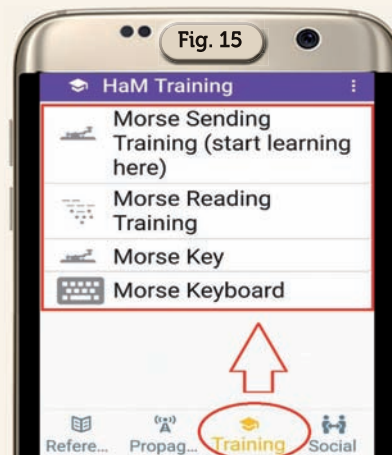 Fig. 15
HaM Training
Morse Sending
Training (start learning
here)
Morse Reading
Training
Morse Key
Morse Keyboard
Refere... Propag... Training Social